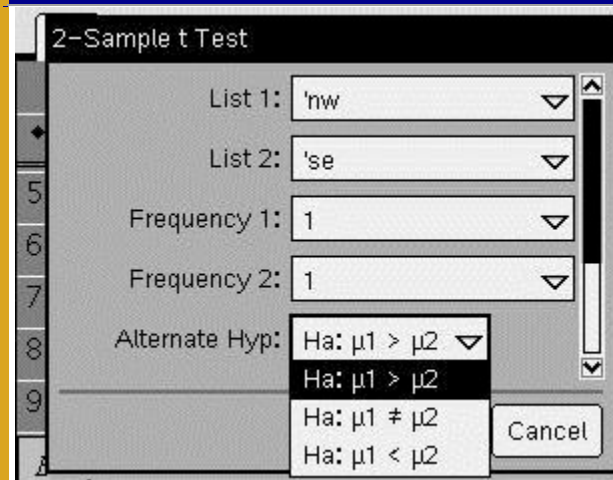 2-Sample t Test
List 1: 'nw
List 2: 'se
5
Frequency 1: 1
6
Frequency 2: 1
7
Alternate Hyp: Ha: µ1 > µ2
8
Ha: µ1 > µ2
9
Ha: µ1 ≠ µ2
Cancel
Ha: µ1 < µ2